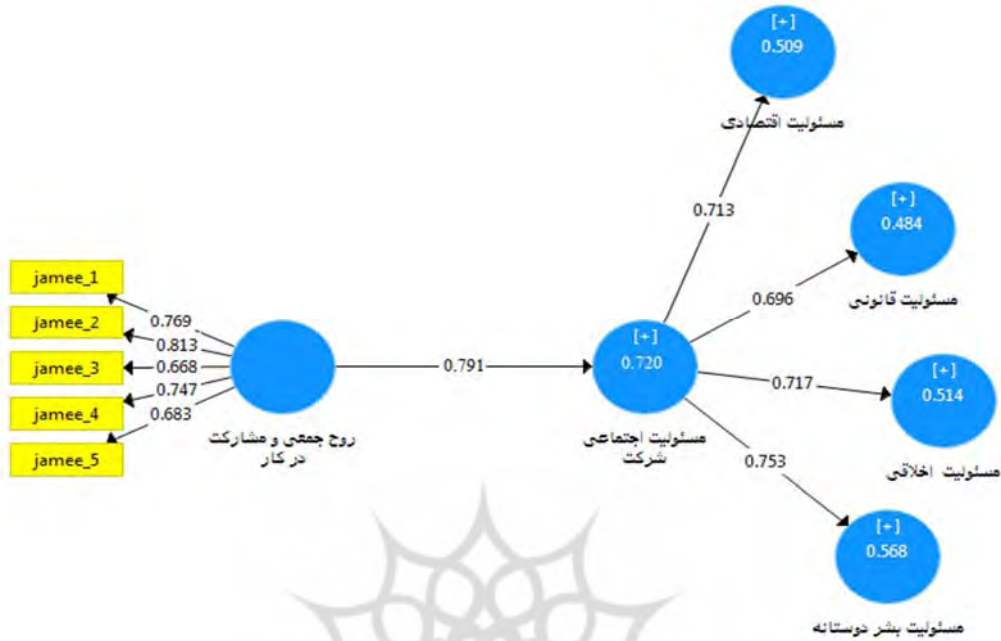 [+]
0.509
مسئولیت اقتصادی
0.713
[+]
0.484
مسئولیت قانونی
0.696
jamee_1
jamee_2
jamee_3
jamee_4
jamee_5
0.769
0.813
0.668
0.747
0.683
روح جمعی و مشارکت
در کار
0.791
[+]
0.720
مسئولیت اجتماعی
شرکت
0.717
[+]
0.514
مسئولیت اخلاقی
0.753
[+]
0.568
مسئولیت بشر دوستانه